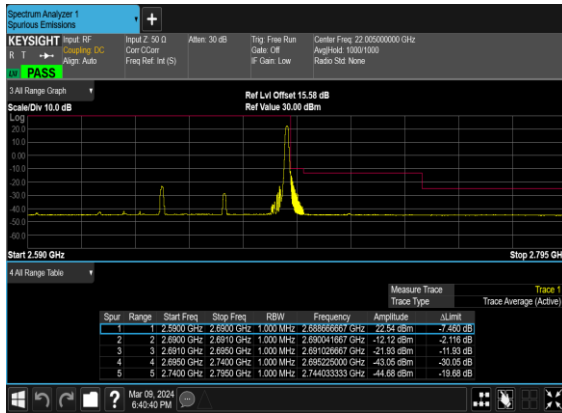 Spectrum Analyzer 1
Spurious Emissions
KEYSIGHT Input: RF Input Z: 50 Ω Atten: 30 dB Trig: Free Run Center Freq: 22.005000000 GHz
R T Coupling: DC Corr CCorr Gate: Off Avg|Hold: 1000/1000
Align: Auto Freq Ref: Int (S) IF Gain: Low Radio Std: None
PASS
3 All Range Graph
Ref Lvl Offset 15.58 dB
Scale/Div 10.0 dB Ref Value 30.00 dBm
Log
20.0
10.0
0.00
-10.0
-20.0
-30.0
-40.0
-50.0
-60.0
Start 2.590 GHz Stop 2.795 GHz
4 All Range Table
Measure Trace Trace 1
Trace Type Trace Average (Active)
Spur Range Start Freq Stop Freq RBW Frequency Amplitude ΔLimit
1 1 2.5900 GHz 2.6900 GHz 1.000 MHz 2.688666667 GHz 22.54 dBm -7.460 dB
2 2 2.6900 GHz 2.6910 GHz 1.000 MHz 2.690041667 GHz -12.12 dBm -2.116 dB
3 3 2.6910 GHz 2.6950 GHz 1.000 MHz 2.691026667 GHz -21.93 dBm -11.93 dB
4 4 2.6950 GHz 2.7400 GHz 1.000 MHz 2.695225000 GHz -43.05 dBm -30.05 dB
5 5 2.7400 GHz 2.7950 GHz 1.000 MHz 2.744033333 GHz -44.68 dBm -19.68 dB
Mar 09, 2024
6:40:40 PM